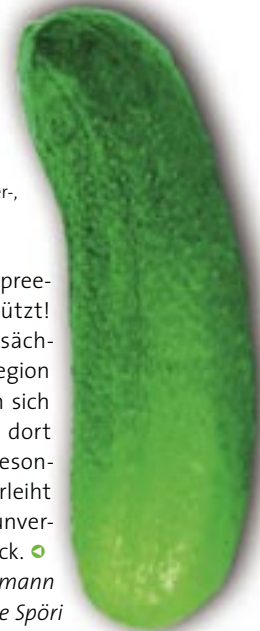 er-,
pree-
ützt!
säch-
egion
n sich
dort
eson-
rleiht
unver-
ck.
mann
e Spöri